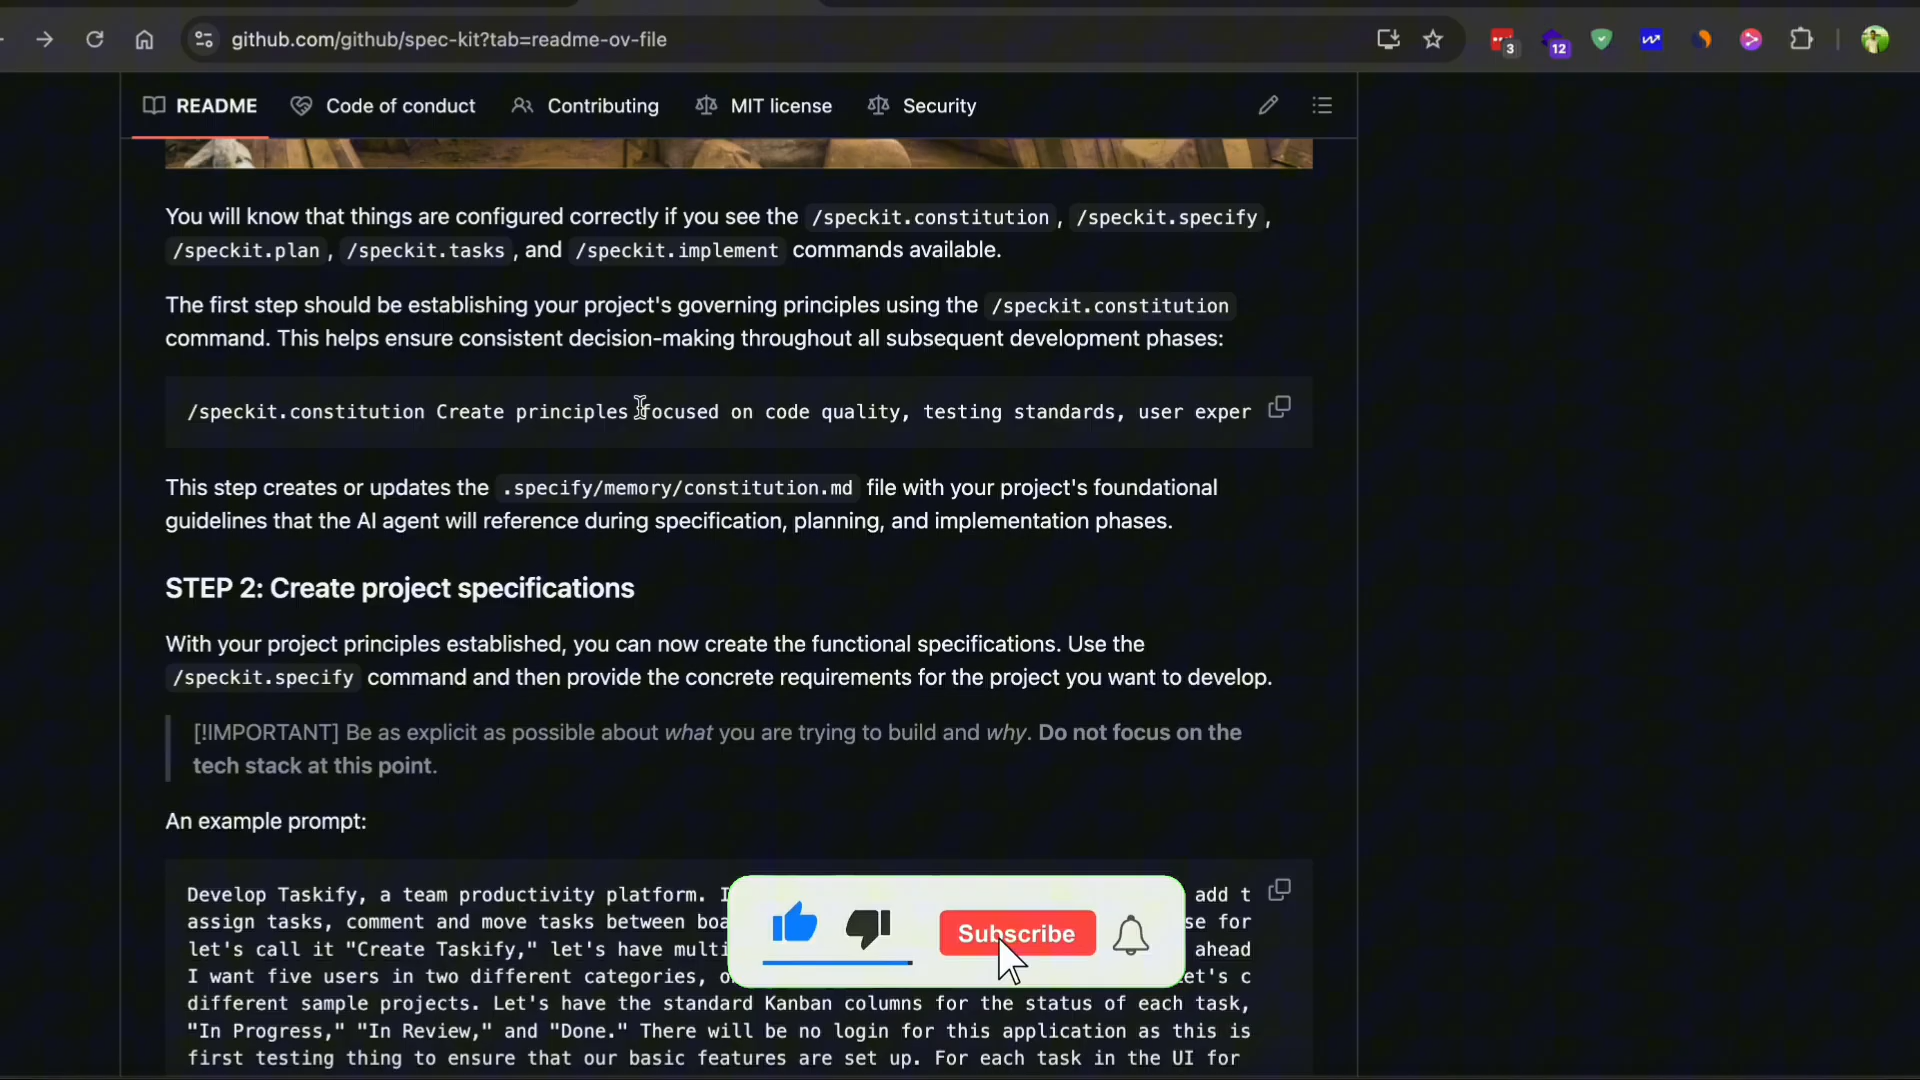 github.com/github/spec-kit?tab=readme-ov-file
3
12
README
Code of conduct
Contributing
MIT license
Security
You will know that things are configured correctly if you see the /speckit.constitution , /speckit.specify ,
/speckit.plan , /speckit.tasks , and /speckit.implement commands available.
The first step should be establishing your project's governing principles using the /speckit.constitution
command. This helps ensure consistent decision-making throughout all subsequent development phases:
/speckit.constitution Create principles focused on code quality, testing standards, user exper
This step creates or updates the .specify/memory/constitution.md file with your project's foundational
guidelines that the AI agent will reference during specification, planning, and implementation phases.
STEP 2: Create project specifications
With your project principles established, you can now create the functional specifications. Use the
/speckit.specify command and then provide the concrete requirements for the project you want to develop.
[!IMPORTANT] Be as explicit as possible about what you are trying to build and why. Do not focus on the
tech stack at this point.
An example prompt:
Develop Taskify, a team productivity platform. I add t
assign tasks, comment and move tasks between boa se for
let's call it "Create Taskify," let's have multi ahead
I want five users in two different categories, o et's c
different sample projects. Let's have the standard Kanban columns for the status of each task,
"In Progress," "In Review," and "Done." There will be no login for this application as this is
first testing thing to ensure that our basic features are set up. For each task in the UI for
Subscribe